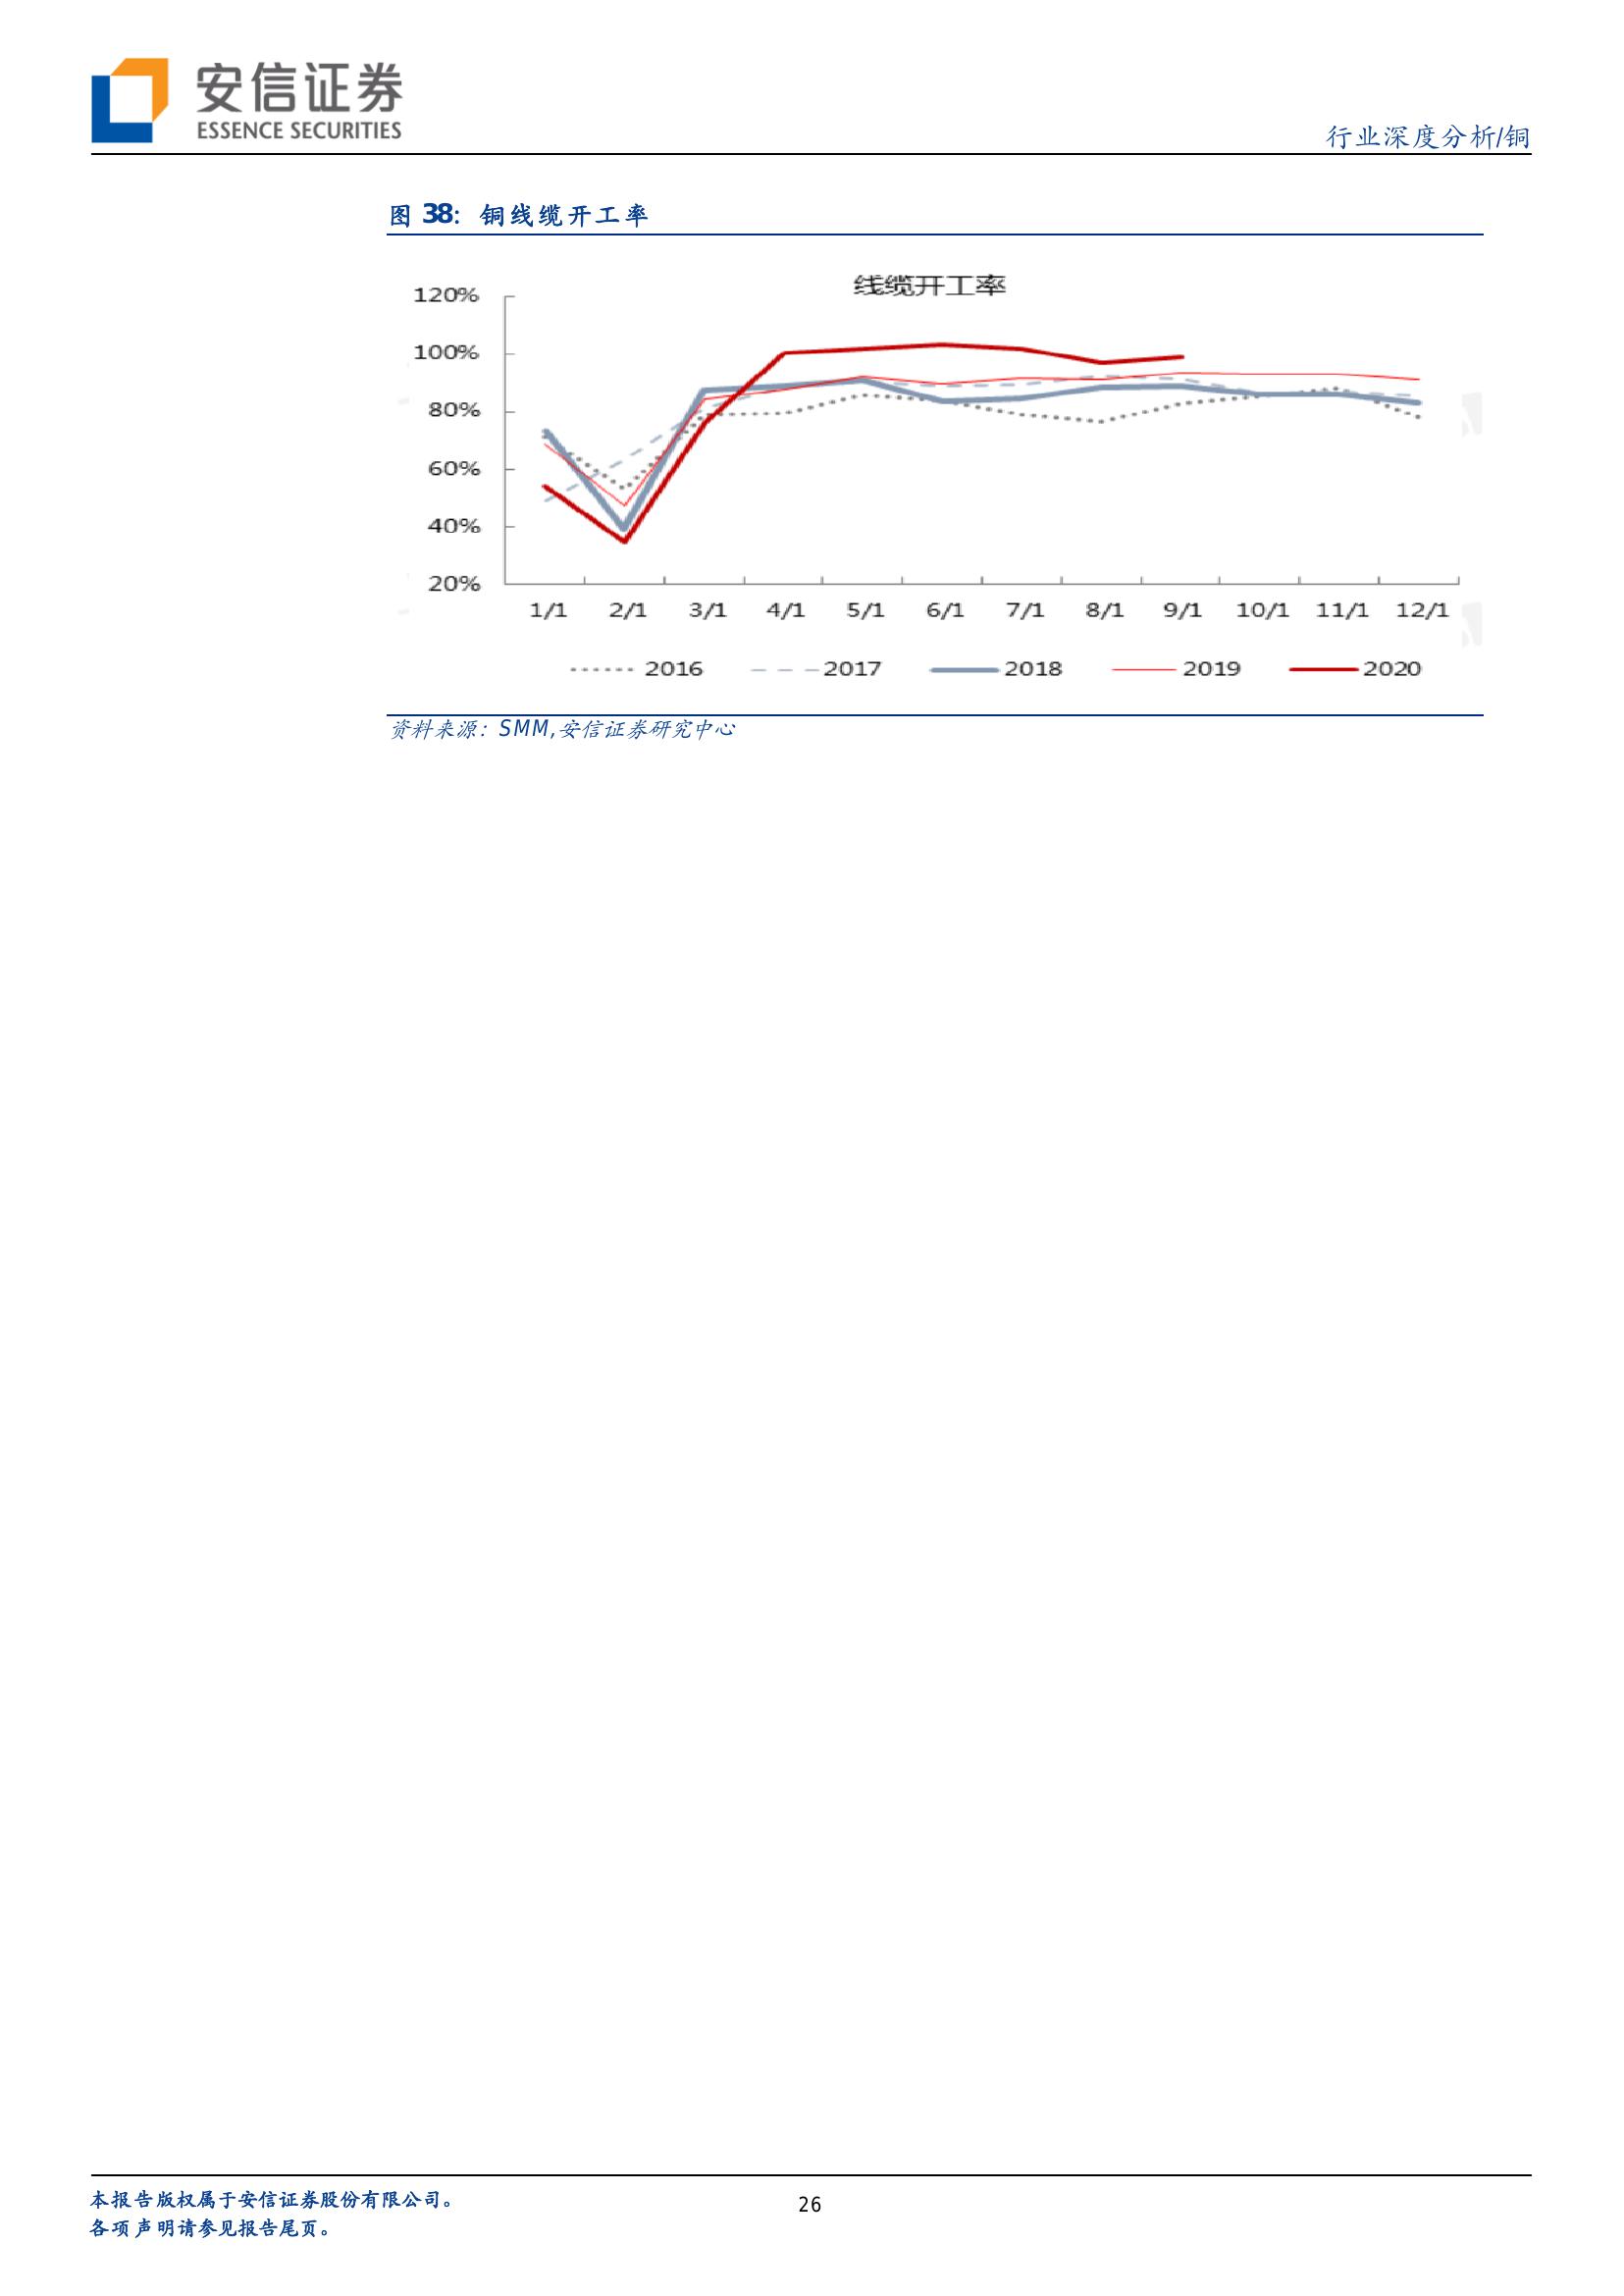 安信证券
ESSENCE SECURITIES
行业深度分析/铜
图 38：铜线缆开工率
线缆开工率
120%
100%
80%
60%
40%
20%
1/1 2/1 3/1 4/1 5/1 6/1 7/1 8/1 9/1 10/1 11/1 12/1
2016 2017 2018 2019 2020
资料来源：SMM,安信证券研究中心
本报告版权属于安信证券股份有限公司。
26
各项声明请参见报告尾页。